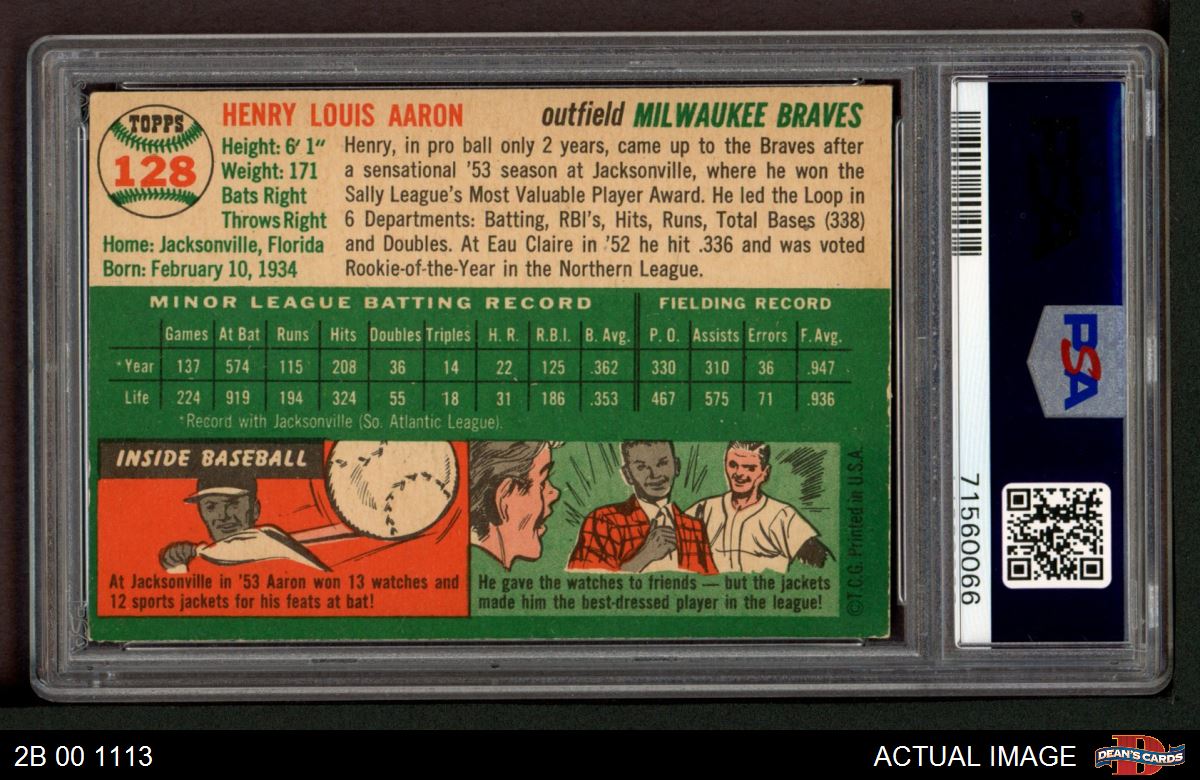 TOPPS
128
HENRY LOUIS AARON
outfield MILWAUKEE BRAVES
Height: 6' 1"
Weight: 171
Bats Right
Throws Right
Home: Jacksonville, Florida
Born: February 10, 1934
Henry, in pro ball only 2 years, came up to the Braves after
a sensational '53 season at Jacksonville, where he won the
Sally League's Most Valuable Player Award. He led the Loop in
6 Departments: Batting, RBI's, Hits, Runs, Total Bases (338)
and Doubles. At Eau Claire in '52 he hit .336 and was voted
Rookie-of-the-Year in the Northern League.
MINOR LEAGUE BATTING RECORD FIELDING RECORD
Games At Bat Runs Hits Doubles Triples H. R. R.B.I. B. Avg. P. O. Assists Errors F. Avg.
*Year 137 574 115 208 36 14 22 125 .362 330 310 36 .947
Life 224 919 194 324 55 18 31 186 .353 467 575 71 .936
*Record with Jacksonville (So. Atlantic League).
INSIDE BASEBALL
At Jacksonville in '53 Aaron won 13 watches and
12 sports jackets for his feats at bat!
He gave the watches to friends — but the jackets
made him the best-dressed player in the league!
©T.C.G. Printed in U.S.A.
PSA
71560066
2B 00 1113
ACTUAL IMAGE
DEAN'S CARDS